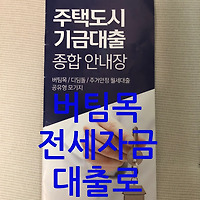 주택도시
기금대출
종합 안내장
버팀목 / 디딤돌 / 주거안정 월세대출
공유형 모기지
버팀목
전세자금
대출로